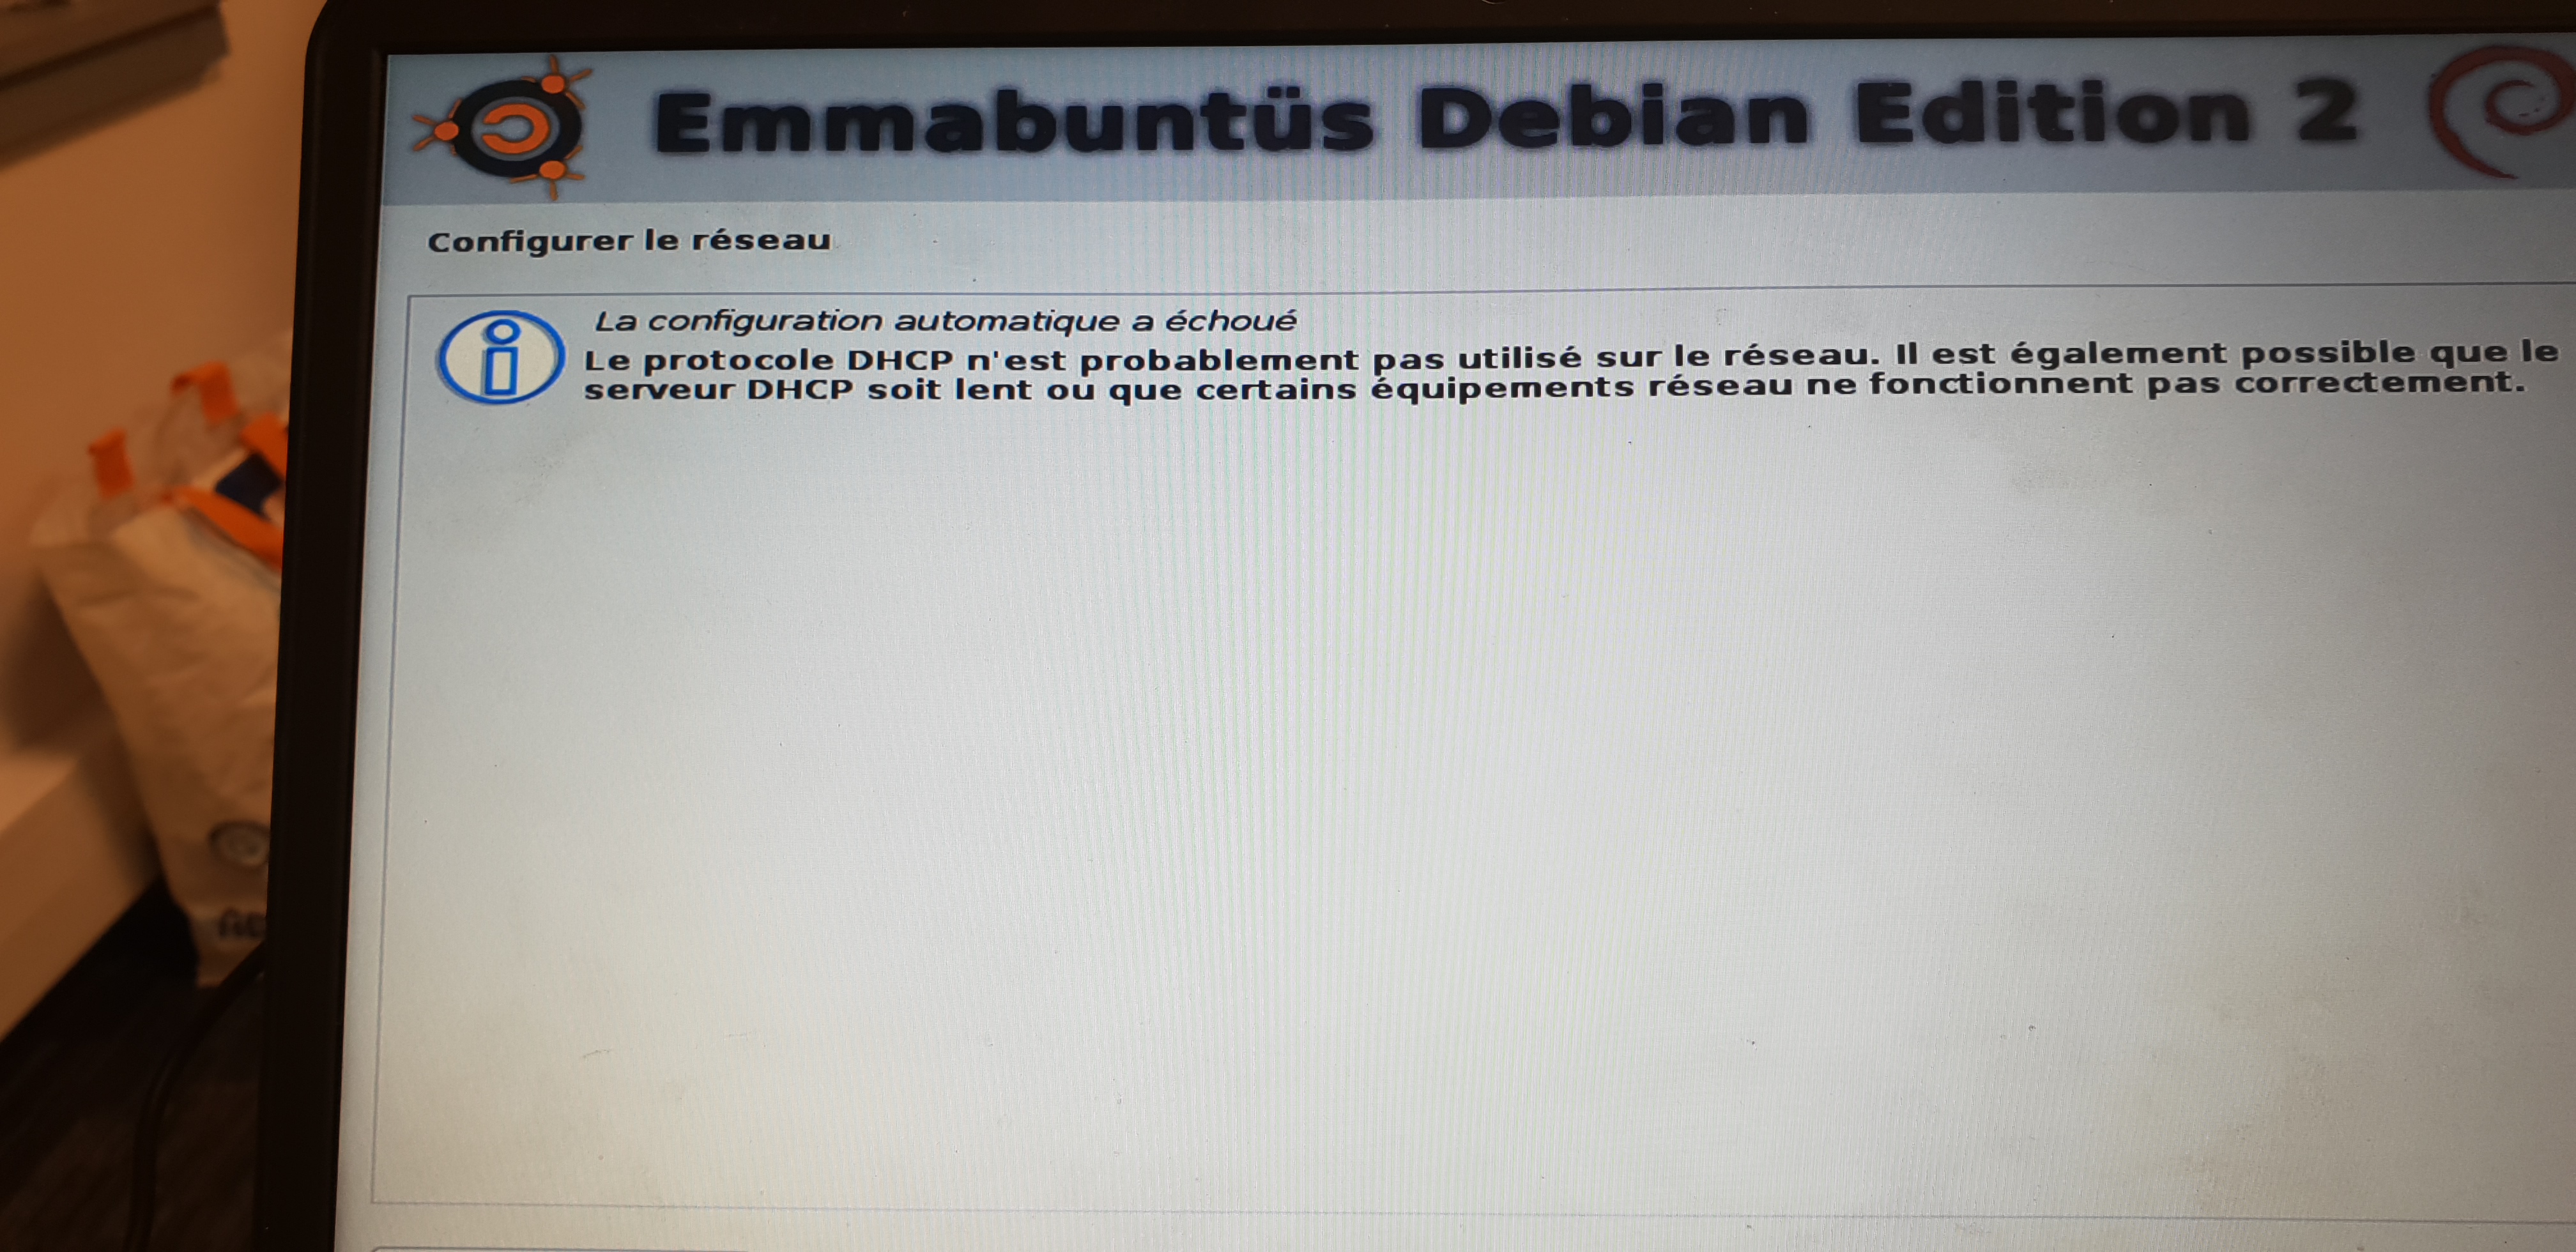 Emmabuntüs Debian Edition 2
Configurer le réseau
La configuration automatique a échoué
Le protocole DHCP n'est probablement pas utilisé sur le réseau. Il est également possible que le
serveur DHCP soit lent ou que certains équipements réseau ne fonctionnent pas correctement.